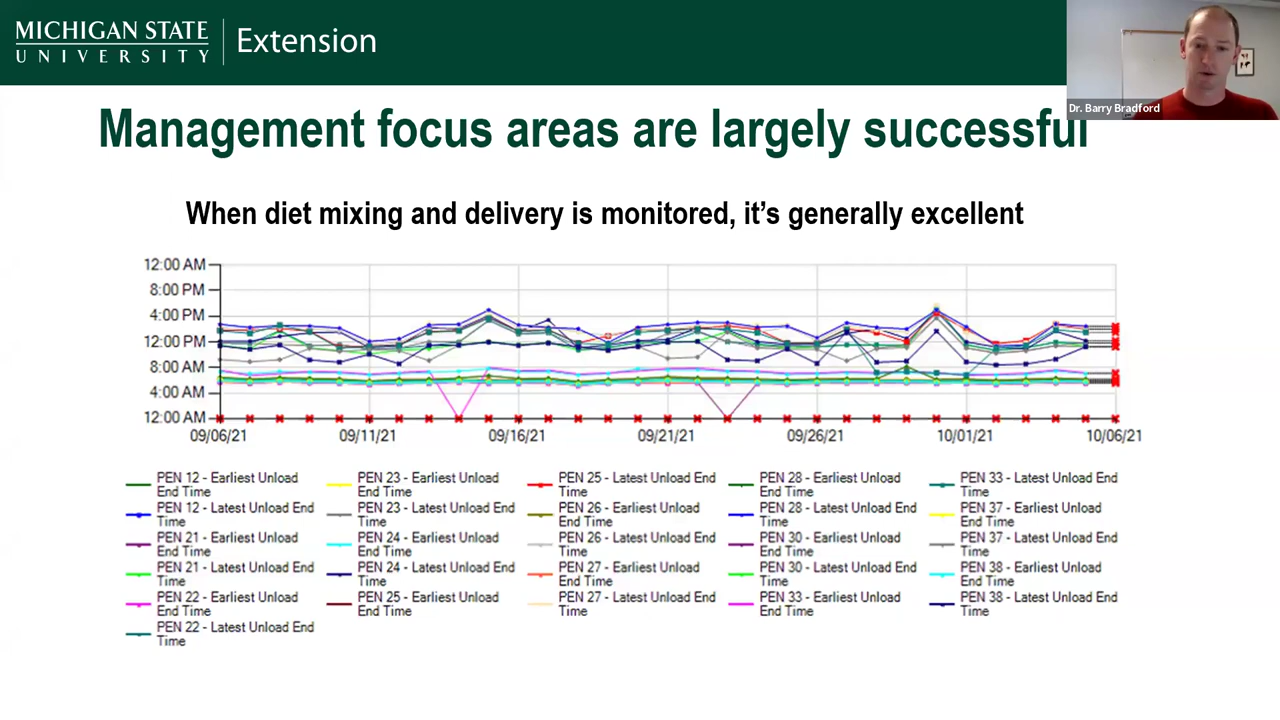 MICHIGAN STATE
UNIVERSITY
Extension
Dr. Barry Bradford
Management focus areas are largely successful
When diet mixing and delivery is monitored, it’s generally excellent
12:00 AM
8:00 PM
4:00 PM
12:00 PM
8:00 AM
4:00 AM
12:00 AM
09/06/21 09/11/21 09/16/21 09/21/21 09/26/21 10/01/21 10/06/21
PEN 12 - Earliest Unload
End Time
PEN 12 - Latest Unload End
Time
PEN 21 - Earliest Unload
End Time
PEN 21 - Latest Unload End
Time
PEN 22 - Earliest Unload
End Time
PEN 22 - Latest Unload End
Time
PEN 23 - Earliest Unload
End Time
PEN 23 - Latest Unload End
Time
PEN 24 - Earliest Unload
End Time
PEN 24 - Latest Unload End
Time
PEN 25 - Earliest Unload
End Time
PEN 25 - Latest Unload End
Time
PEN 26 - Earliest Unload
End Time
PEN 26 - Latest Unload End
Time
PEN 27 - Earliest Unload
End Time
PEN 27 - Latest Unload End
Time
PEN 28 - Earliest Unload
End Time
PEN 28 - Latest Unload End
Time
PEN 30 - Earliest Unload
End Time
PEN 30 - Latest Unload End
Time
PEN 33 - Earliest Unload
End Time
PEN 33 - Latest Unload End
Time
PEN 37 - Earliest Unload
End Time
PEN 37 - Latest Unload End
Time
PEN 38 - Earliest Unload
End Time
PEN 38 - Latest Unload End
Time